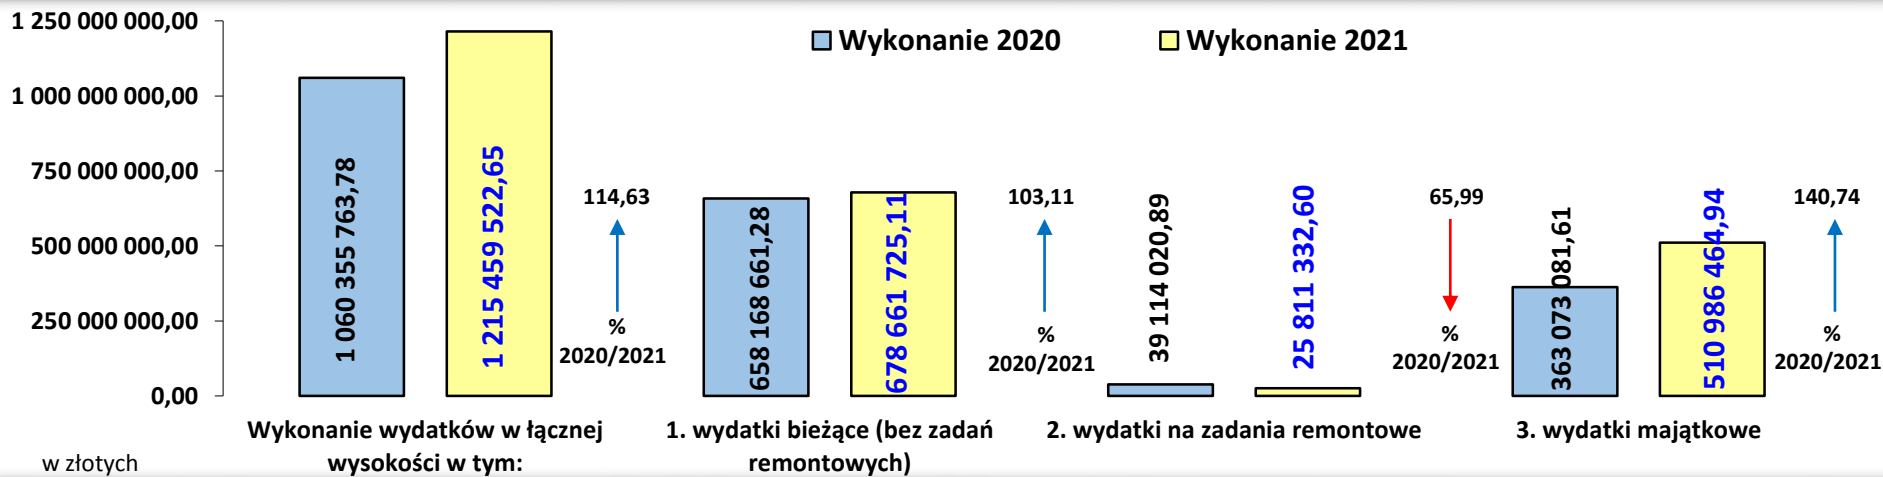 1 250 000 000,00
1 000 000 000,00
750 000 000,00
500 000 000,00
250 000 000,00
0,00
w złotych
Wykonanie 2020
Wykonanie 2021
1 060 355 763,78
1 215 459 522,65
114,63
%
2020/2021
Wykonanie wydatków w łącznej
wysokości w tym:
658 168 661,28
678 661 725,11
103,11
%
2020/2021
1. wydatki bieżące (bez zadań
remontowych)
39 114 020,89
25 811 332,60
65,99
%
2020/2021
2. wydatki na zadania remontowe
363 073 081,61
510 986 464,94
140,74
%
2020/2021
3. wydatki majątkowe